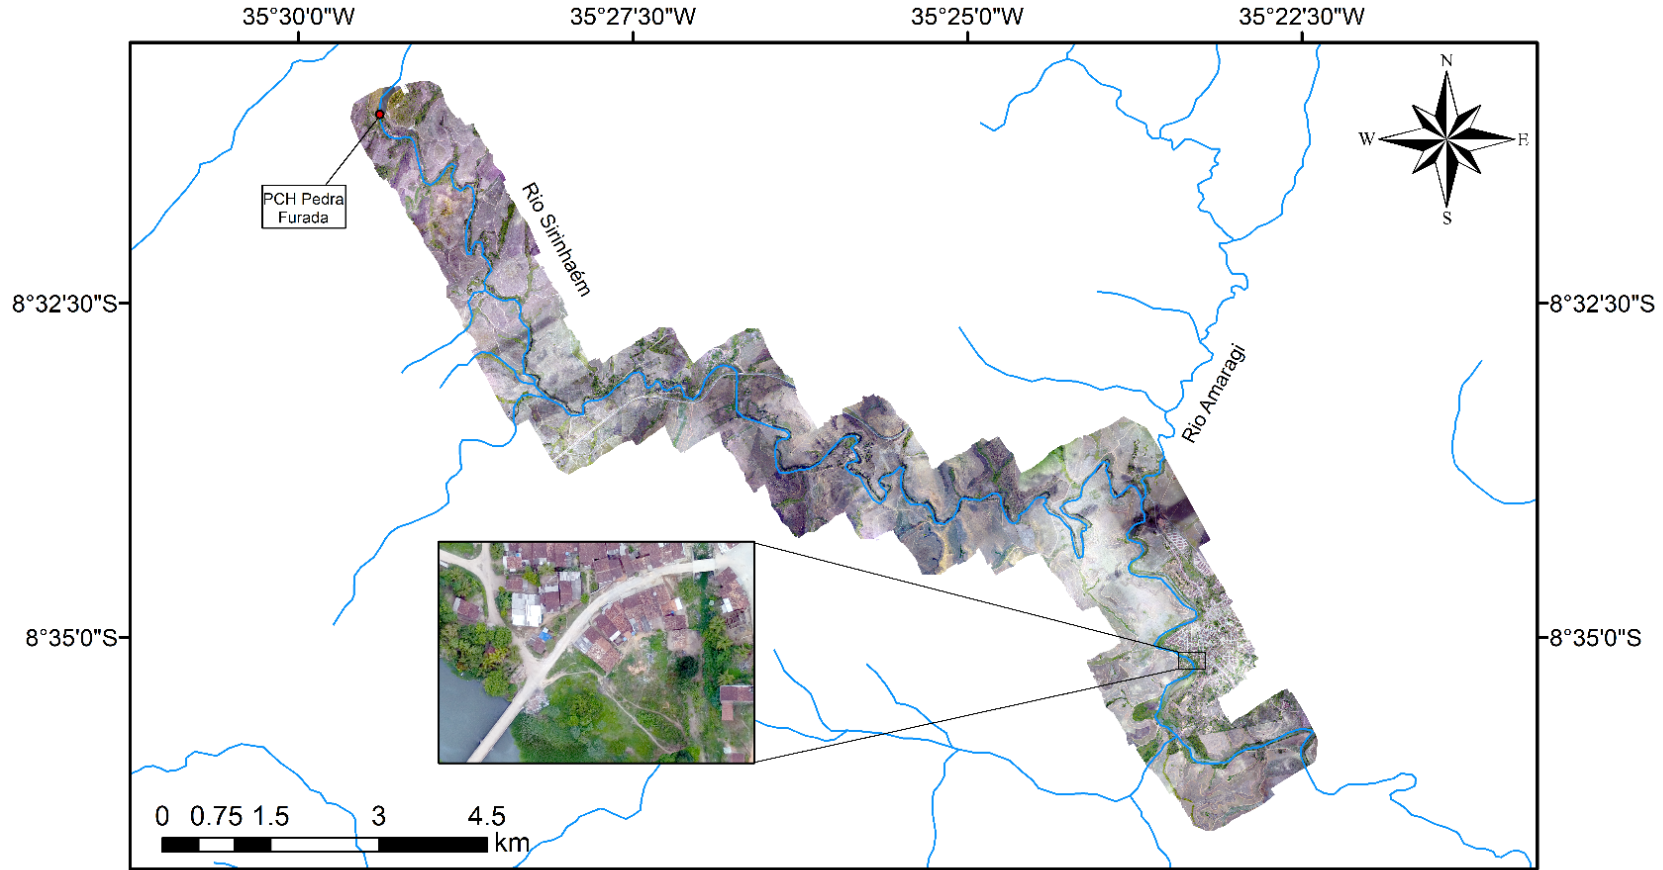 35°30'0"W
35°27'30"W
35°25'0"W
35°22'30"W
N
W
E
S
PCH Pedra
Furada
Rio Sirinhaém
8°32'30"S
8°32'30"S
Rio Amaragi
8°35'0"S
8°35'0"S
0 0.75 1.5 3 4.5
km